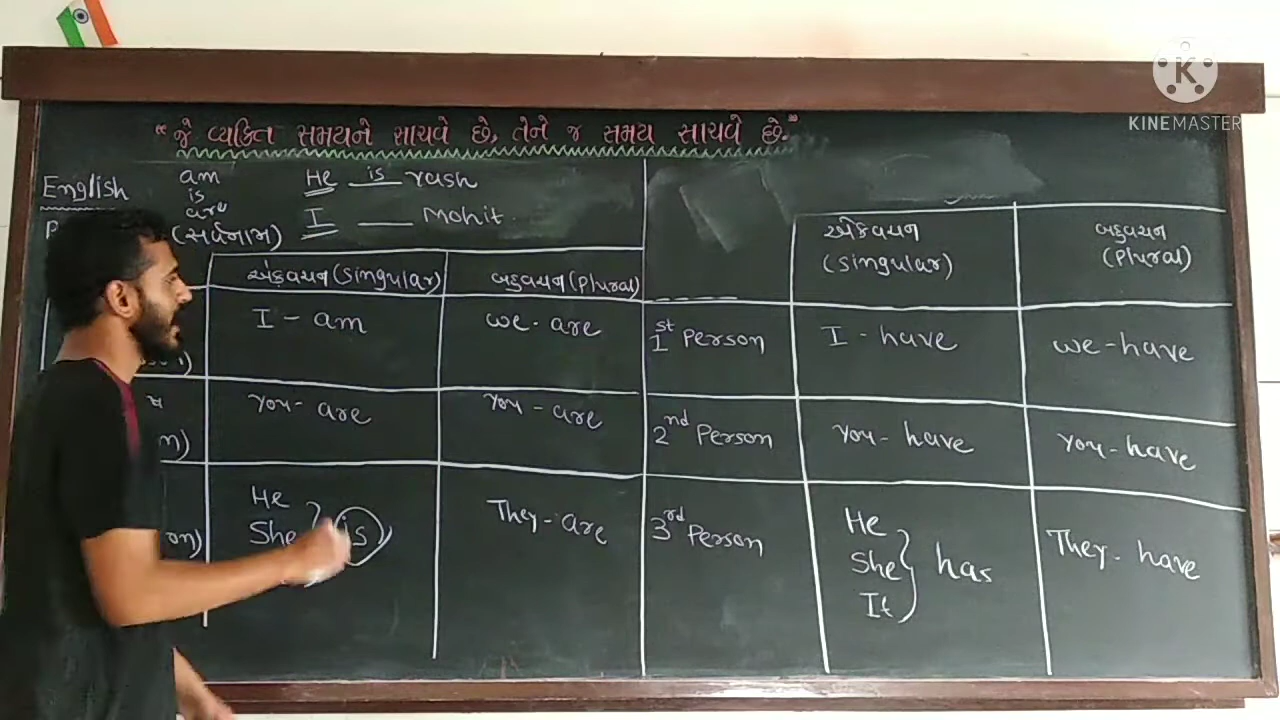 "જે વ્યકિત સમયને સાચવે છે, તેને જ સમય સાચવે છે."
English
am
is
are
He is yash
I ___ Mohit.
(સર્વનામ)
એકવચન (singular)
બહુવચન (plural)
I - am
we - are
You - are
You - are
He
She
is
They - are
એકવચન
(singular)
બહુવચન
(plural)
1st Person
I - have
we - have
2nd Person
You - have
You - have
3rd Person
He
She
It
has
They - have
KINEMASTER